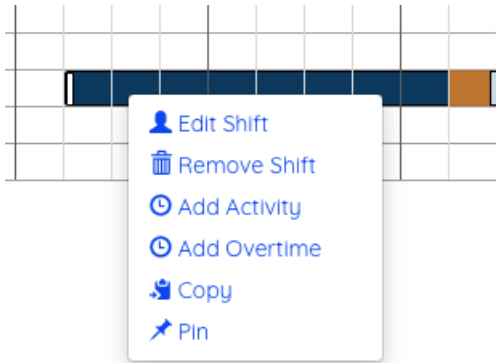 Edit Shift
Remove Shift
Add Activity
Add Overtime
Copy
Pin